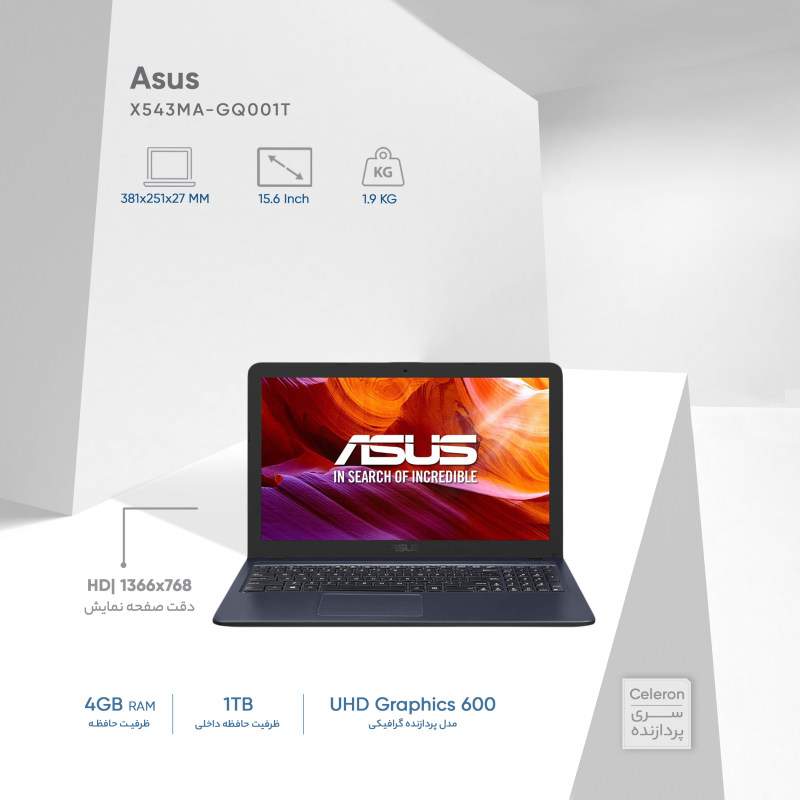 Asus
X543MA-GQ001T
KG
381x251x27 MM
15.6 Inch
1.9 KG
ASUS
IN SEARCH OF INCREDIBLE
ASUS
HD| 1366x768
دقت صفحه نمایش
4GB RAM
ظرفیت حافظه
1TB
ظرفیت حافظه داخلی
UHD Graphics 600
مدل پردازنده گرافیکی
Celeron
سری
پردازنده